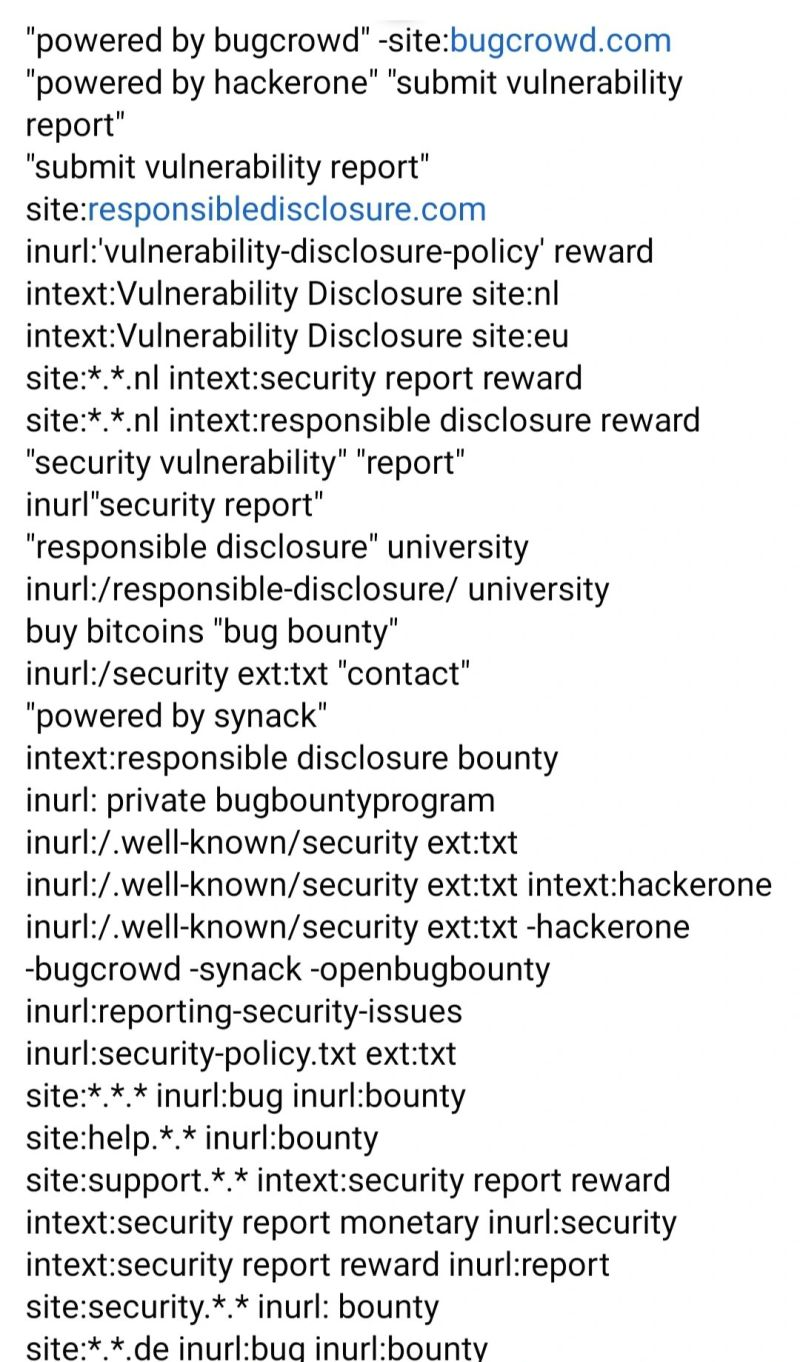 "powered by bugcrowd" -site:bugcrowd.com
"powered by hackerone" "submit vulnerability
report"
"submit vulnerability report"
site:responsibledisclosure.com
inurl:'vulnerability-disclosure-policy' reward
intext:Vulnerability Disclosure site:nl
intext:Vulnerability Disclosure site:eu
site:*.*.nl intext:security report reward
site:*.*.nl intext:responsible disclosure reward
"security vulnerability" "report"
inurl"security report"
"responsible disclosure" university
inurl:/responsible-disclosure/ university
buy bitcoins "bug bounty"
inurl:/security ext:txt "contact"
"powered by synack"
intext:responsible disclosure bounty
inurl: private bugbountyprogram
inurl:/.well-known/security ext:txt
inurl:/.well-known/security ext:txt intext:hackerone
inurl:/.well-known/security ext:txt -hackerone
-bugcrowd -synack -openbugbounty
inurl:reporting-security-issues
inurl:security-policy.txt ext:txt
site:*.*.* inurl:bug inurl:bounty
site:help.*.* inurl:bounty
site:support.*.* intext:security report reward
intext:security report monetary inurl:security
intext:security report reward inurl:report
site:security.*.* inurl: bounty
site:*.*.de inurl:bug inurl:bounty